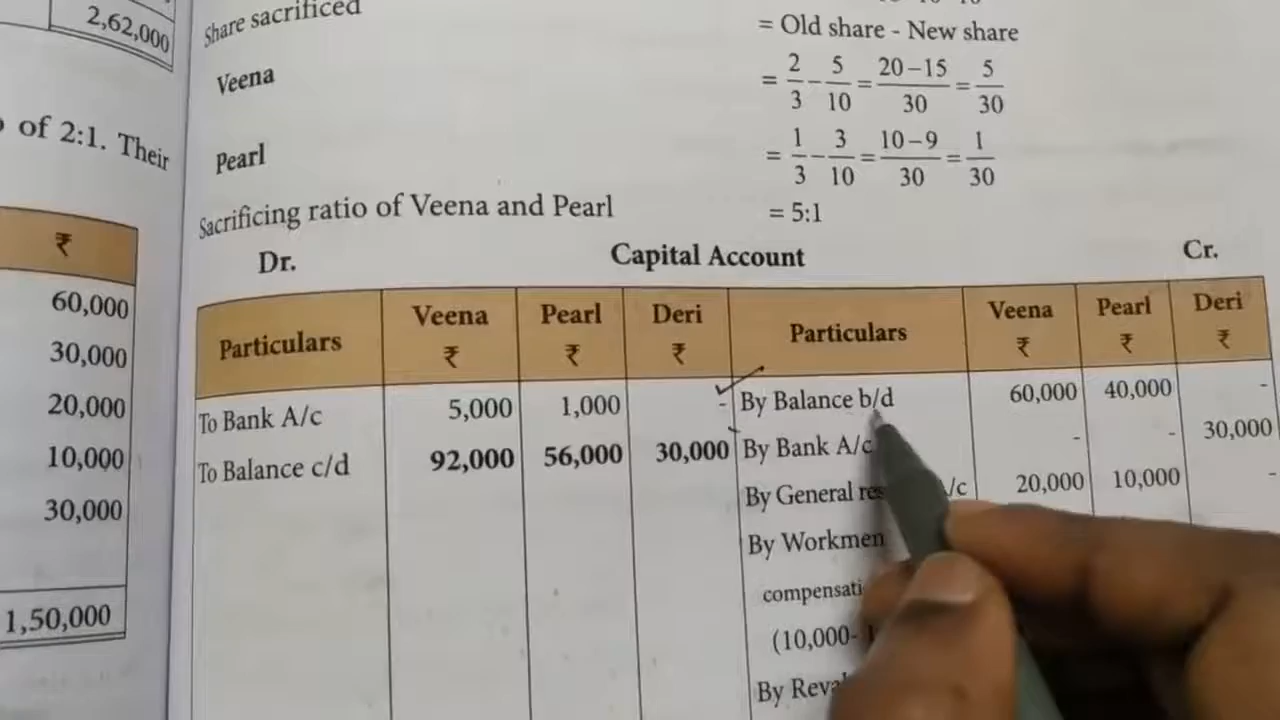 2,62,000
of 2:1. Their
₹
60,000
30,000
20,000
10,000
30,000
1,50,000
Share sacrificed
= Old share - New share
Veena
= 2/3 - 5/10 = 20-15/30 = 5/30
Pearl
= 1/3 - 3/10 = 10-9/30 = 1/30
Sacrificing ratio of Veena and Pearl = 5:1
Dr. Capital Account Cr.
Particulars Veena ₹ Pearl ₹ Deri ₹ Particulars Veena ₹ Pearl ₹ Deri ₹
To Bank A/c 5,000 1,000 - By Balance b/d 60,000 40,000 -
To Balance c/d 92,000 56,000 30,000 By Bank A/c - - 30,000
By General /c 20,000 10,000 -
By Workmen
(10,000-
By